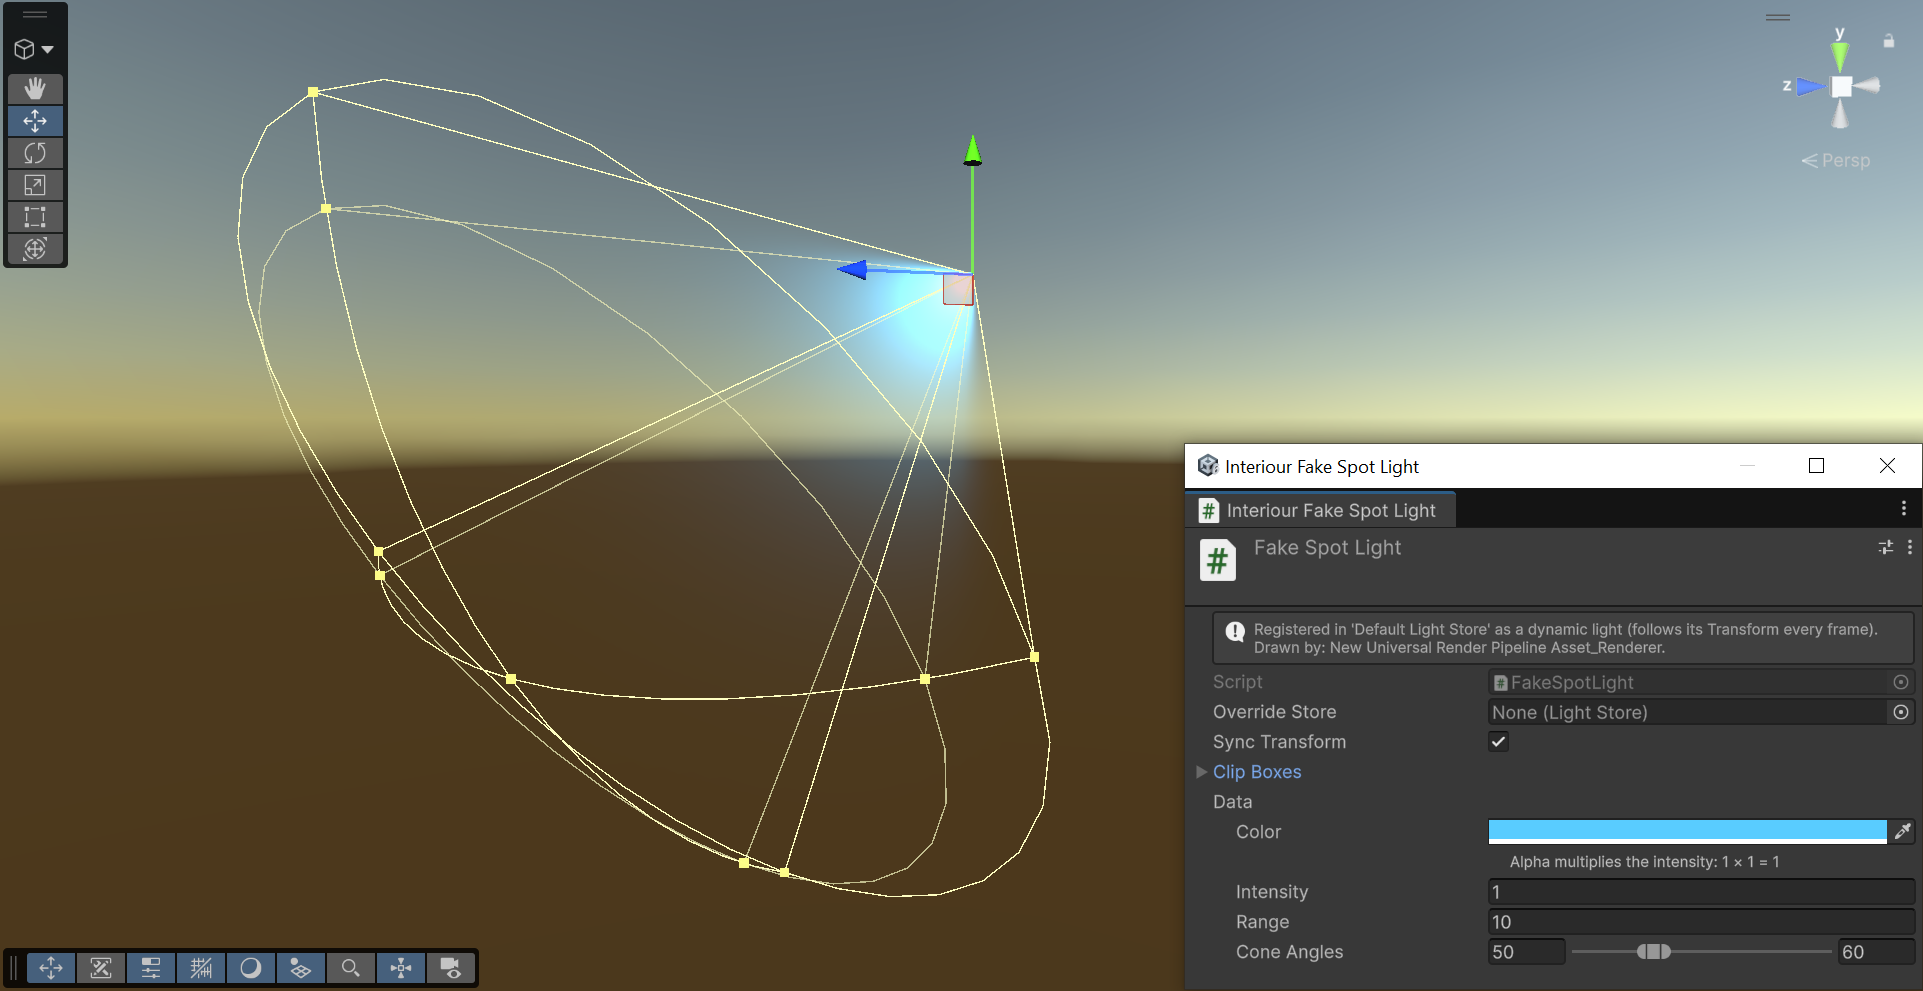 y
z
Persp
Interiour Fake Spot Light
Interiour Fake Spot Light
Fake Spot Light
Registered in 'Default Light Store' as a dynamic light (follows its Transform every frame).
Drawn by: New Universal Render Pipeline Asset_Renderer.
Script FakeSpotLight
Override Store None (Light Store)
Sync Transform
Clip Boxes
Data
Color
Alpha multiplies the intensity: 1 × 1 = 1
Intensity 1
Range 10
Cone Angles 50 60